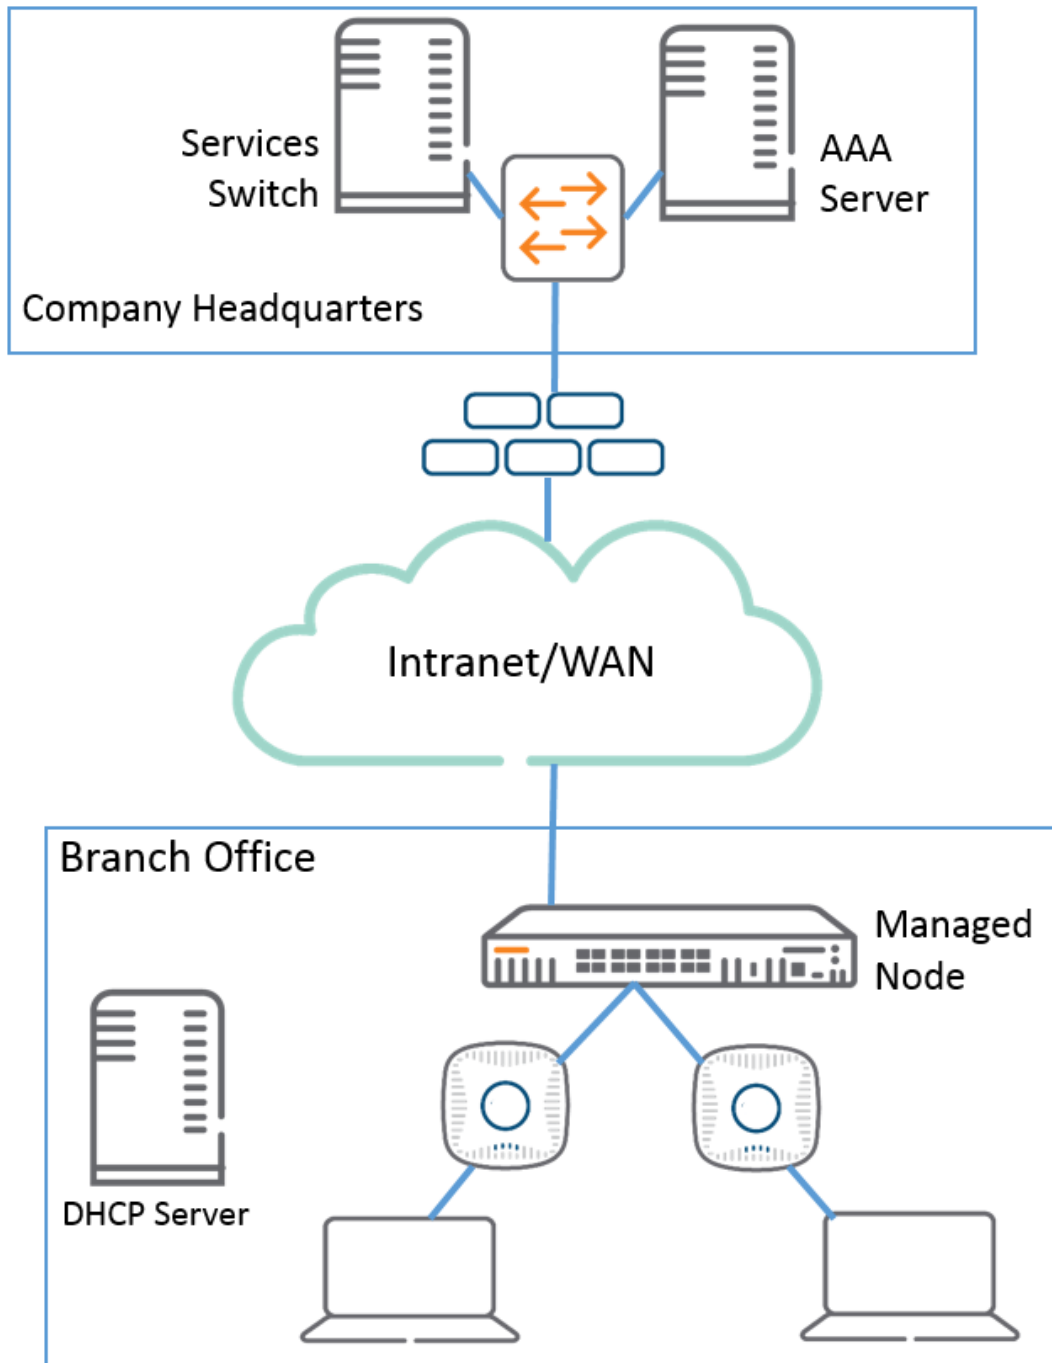 Services
Switch
AAA
Server
Company Headquarters
Intranet/WAN
Branch Office
Managed
Node
DHCP Server